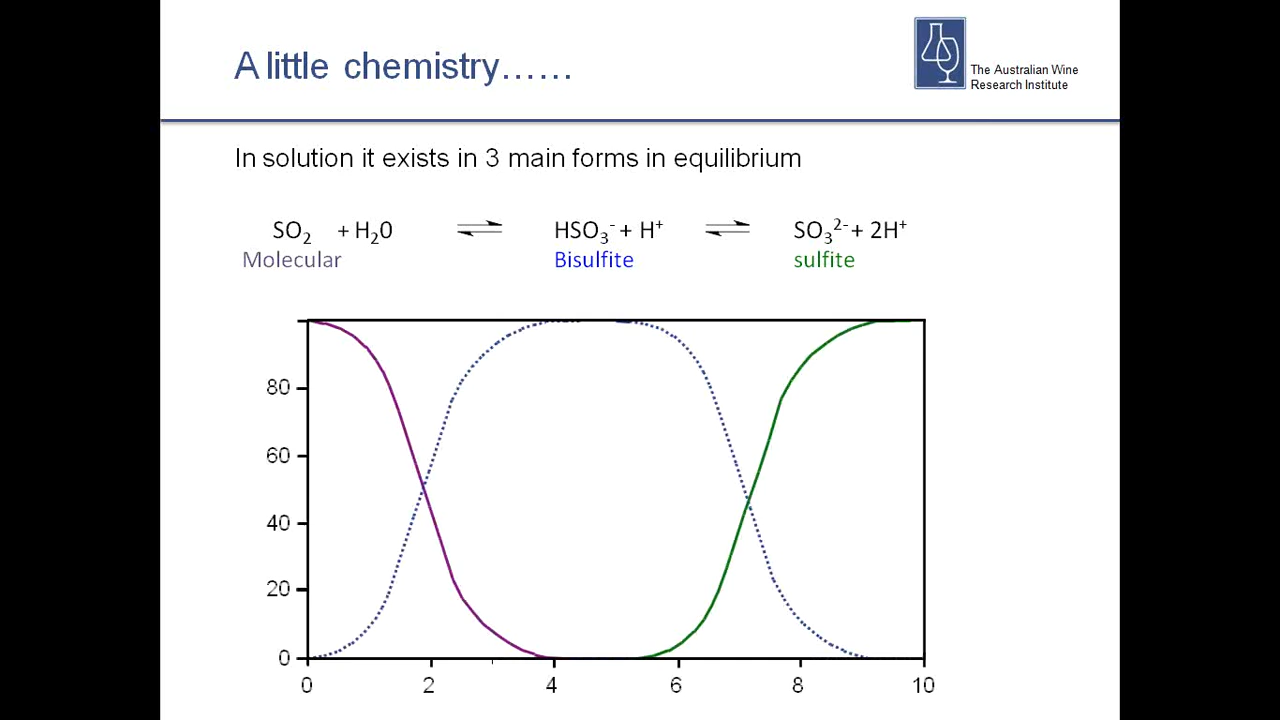 A little chemistry……
The Australian Wine
Research Institute
In solution it exists in 3 main forms in equilibrium
SO₂ + H₂0 ⇌ HSO₃⁻ + H⁺ ⇌ SO₃²⁻ + 2H⁺
Molecular Bisulfite sulfite
80
60
40
20
0
0 2 4 6 8 10